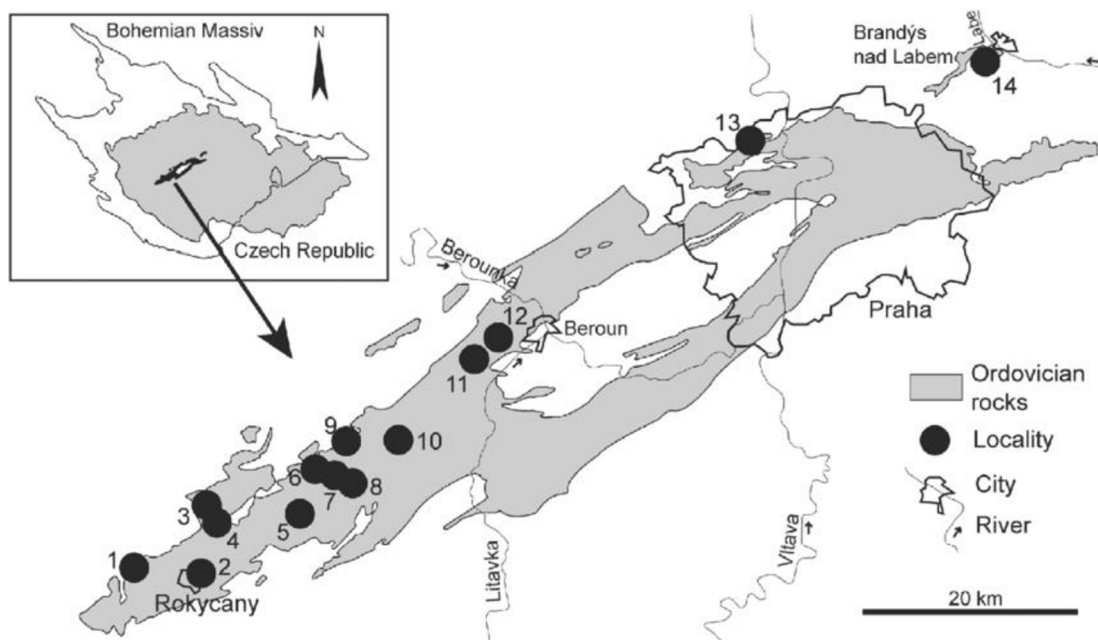 Bohemian Massiv
N
Czech Republic
Brandýs
nad Labem
Labe
14
13
Berounka
12
Beroun
11
Praha
Ordovician
rocks
Locality
City
River
9
10
6
7
8
5
3
4
1
2
Rokycany
Litavka
Vltava
20 km